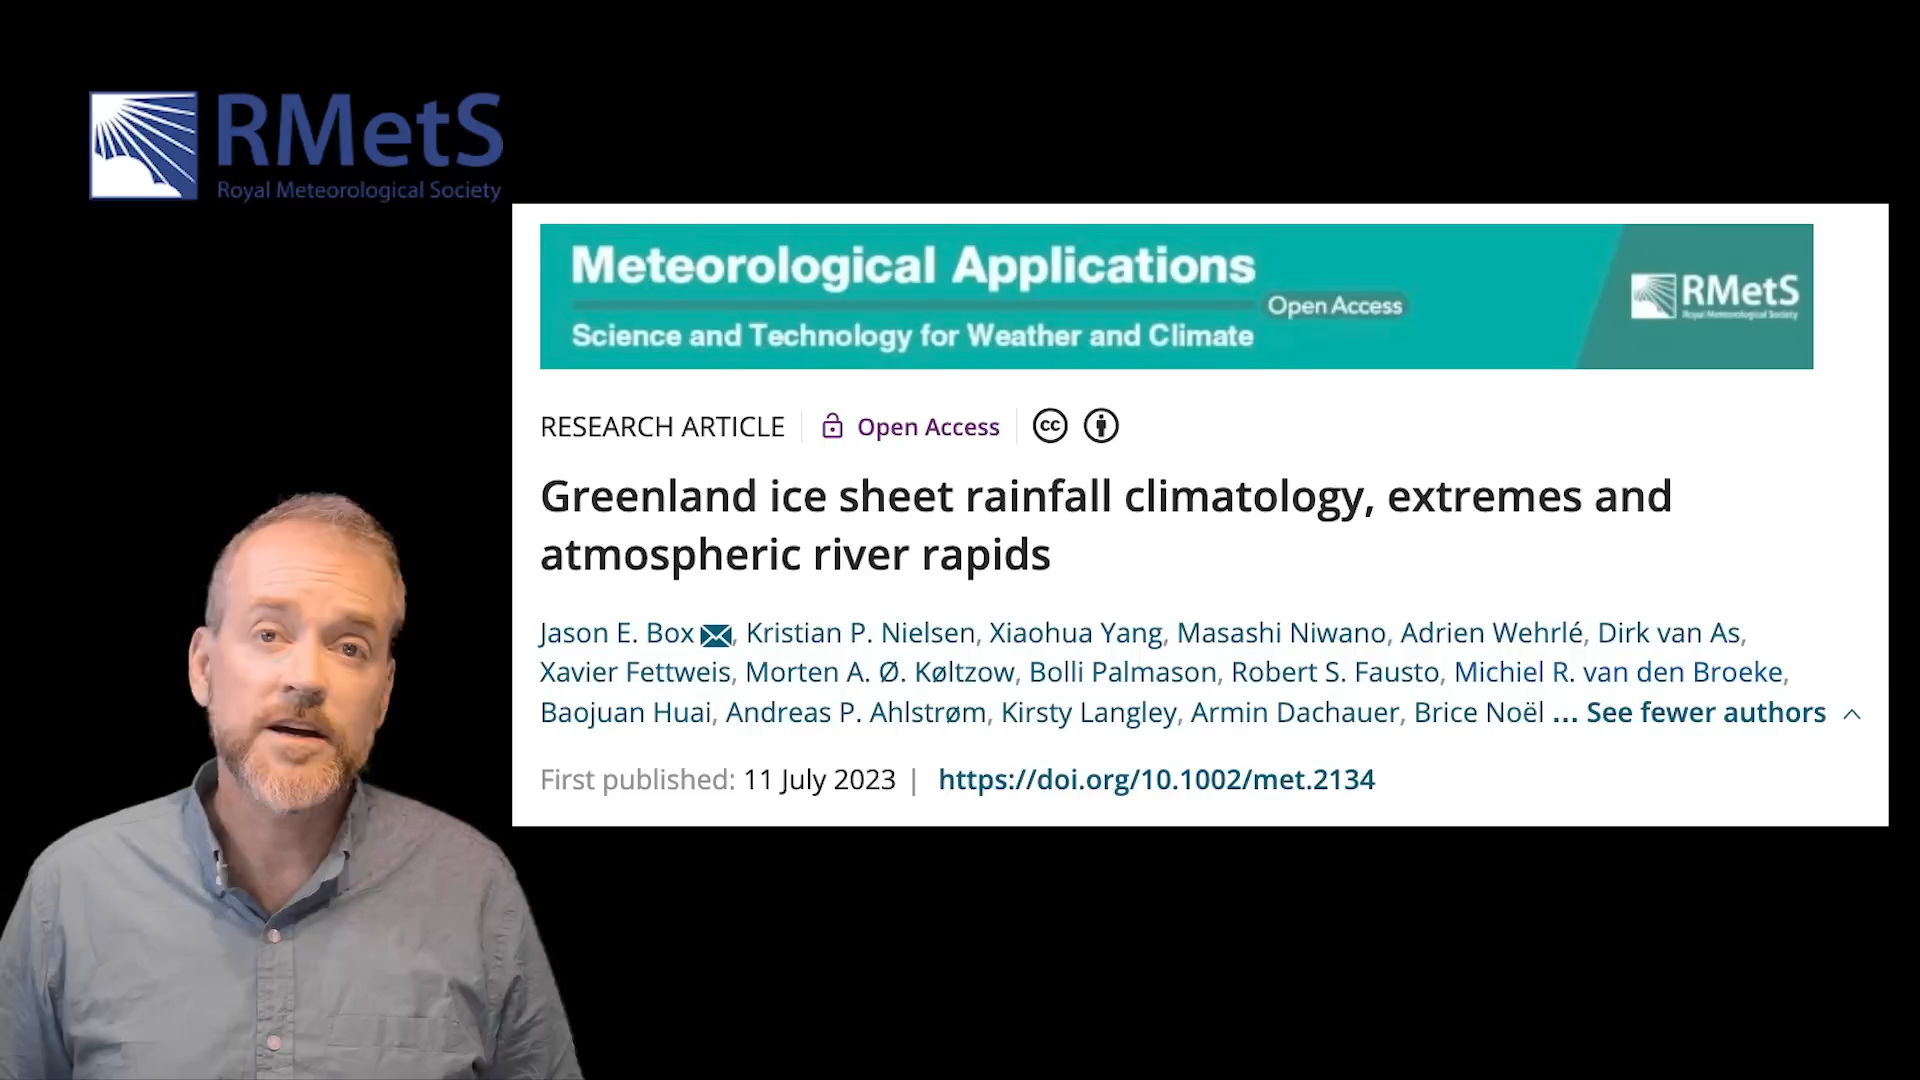 RMetS
Royal Meteorological Society
Meteorological Applications
Open Access
Science and Technology for Weather and Climate
RMetS
Royal Meteorological Society
RESEARCH ARTICLE
Open Access
cc
Greenland ice sheet rainfall climatology, extremes and
atmospheric river rapids
Jason E. Box, Kristian P. Nielsen, Xiaohua Yang, Masashi Niwano, Adrien Wehrlé, Dirk van As,
Xavier Fettweis, Morten A. Ø. Køltzow, Bolli Palmason, Robert S. Fausto, Michiel R. van den Broeke,
Baojuan Huai, Andreas P. Ahlstrøm, Kirsty Langley, Armin Dachauer, Brice Noël ... See fewer authors
First published: 11 July 2023 | https://doi.org/10.1002/met.2134